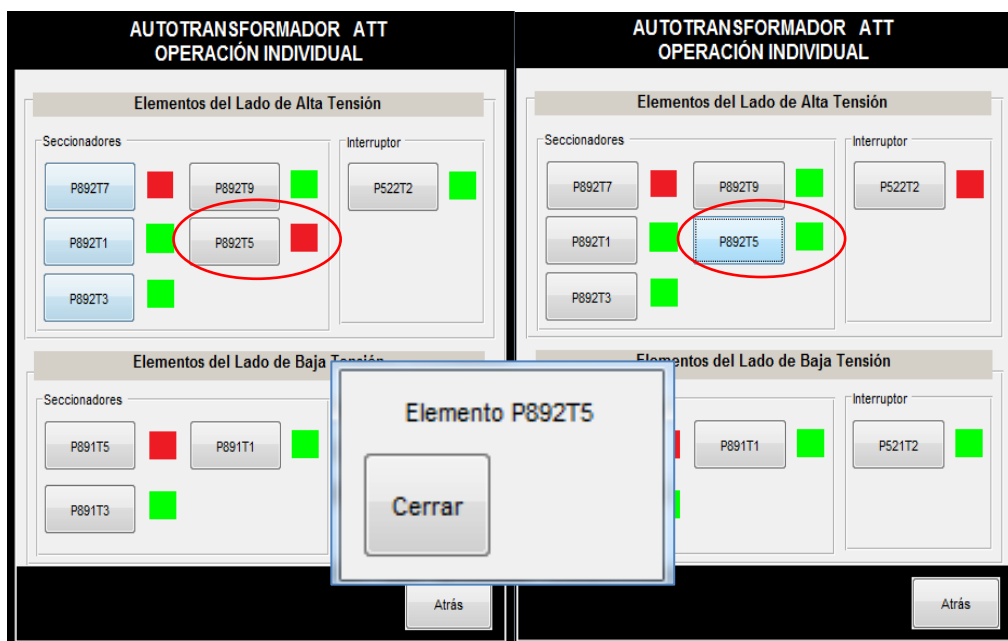 AUTOTRANSFORMADOR ATT
OPERACIÓN INDIVIDUAL
Elementos del Lado de Alta Tensión
Seccionadores
Interruptor
P892T7
P892T9
P522T2
P892T1
P892T5
P892T3
Elementos del Lado de Baja Tensión
Seccionadores
P891T5
P891T1
P891T3
Atrás
AUTOTRANSFORMADOR ATT
OPERACIÓN INDIVIDUAL
Elementos del Lado de Alta Tensión
Seccionadores
Interruptor
P892T7
P892T9
P522T2
P892T1
P892T5
P892T3
Elementos del Lado de Baja Tensión
Interruptor
P891T1
P521T2
Atrás
Elemento P892T5
Cerrar